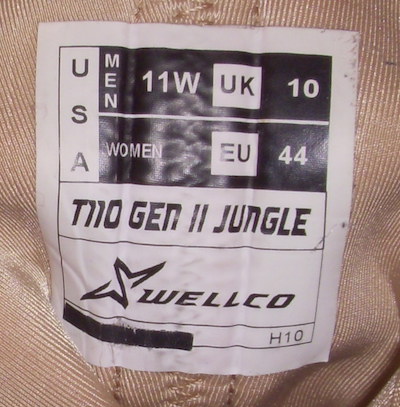 USA MEN 11W UK 10
WOMEN EU 44
T110 GEN II JUNGLE
WELLCO
H10